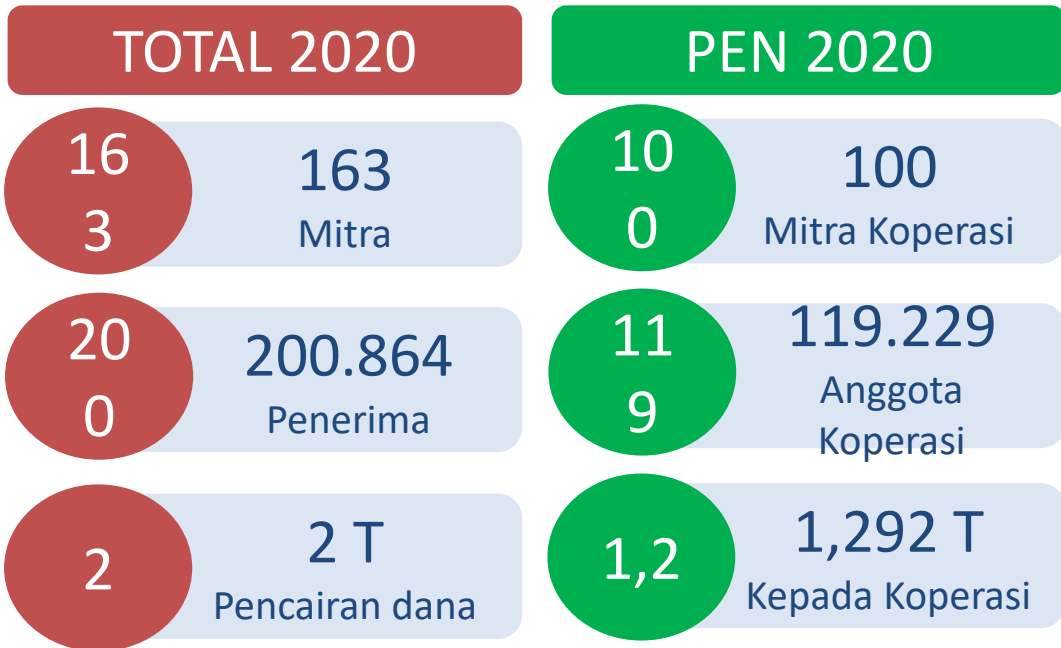 TOTAL 2020
16
3
163
Mitra
20
0
200.864
Penerima
2
2 T
Pencairan dana
PEN 2020
10
0
100
Mitra Koperasi
11
9
119.229
Anggota
Koperasi
1,2
1,292 T
Kepada Koperasi